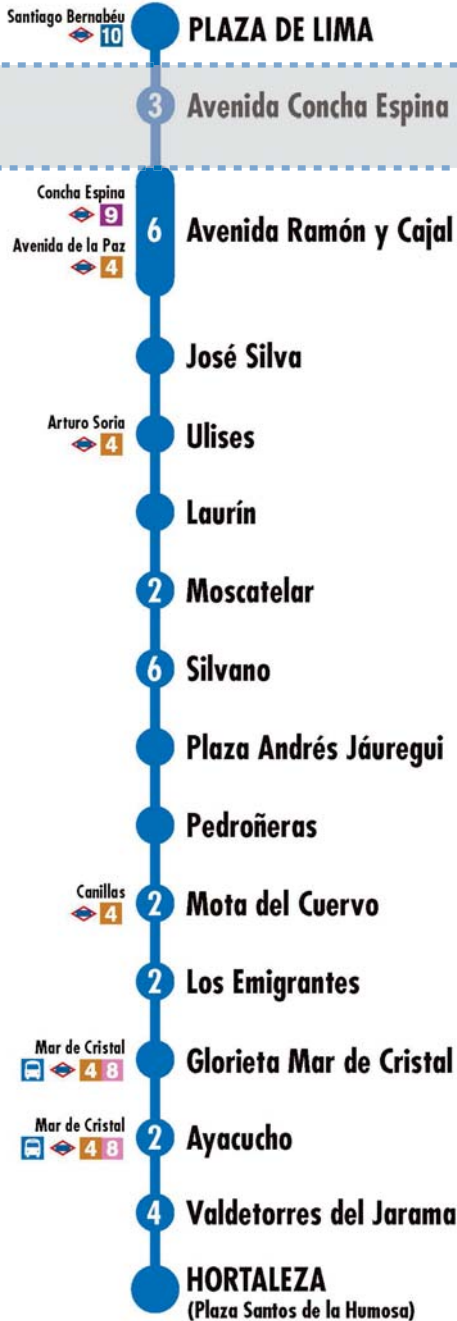 Santiago Bernabéu
10
PLAZA DE LIMA
3
Avenida Concha Espina
Concha Espina
9
Avenida de la Paz
4
6
Avenida Ramón y Cajal
José Silva
Arturo Soria
4
Ulises
Laurín
2
Moscatelar
6
Silvano
Plaza Andrés Jáuregui
Pedroñeras
Canillas
4
2
Mota del Cuervo
2
Los Emigrantes
Mar de Cristal
4 8
Glorieta Mar de Cristal
Mar de Cristal
4 8
2
Ayacucho
4
Valdetorres del Jarama
HORTALEZA
(Plaza Santos de la Humosa)